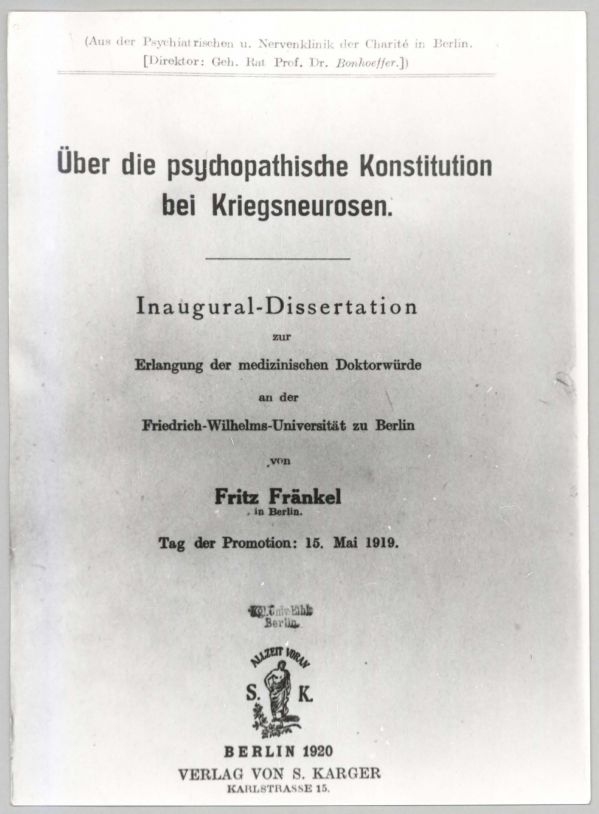 (Aus der Psychiatrischen u. Nervenklinik der Charité in Berlin.
[Direktor: Geh. Rat Prof. Dr. Bonhoeffer.])
Über die psychopathische Konstitution
bei Kriegsneurosen.
Inaugural-Dissertation
zur
Erlangung der medizinischen Doktorwürde
an der
Friedrich-Wilhelms-Universität zu Berlin
von
Fritz Fränkel
in Berlin.
Tag der Promotion: 15. Mai 1919.
Berlin
ALLZEIT VORAN
S. K.
BERLIN 1920
VERLAG VON S. KARGER
KARLSTRASSE 15.